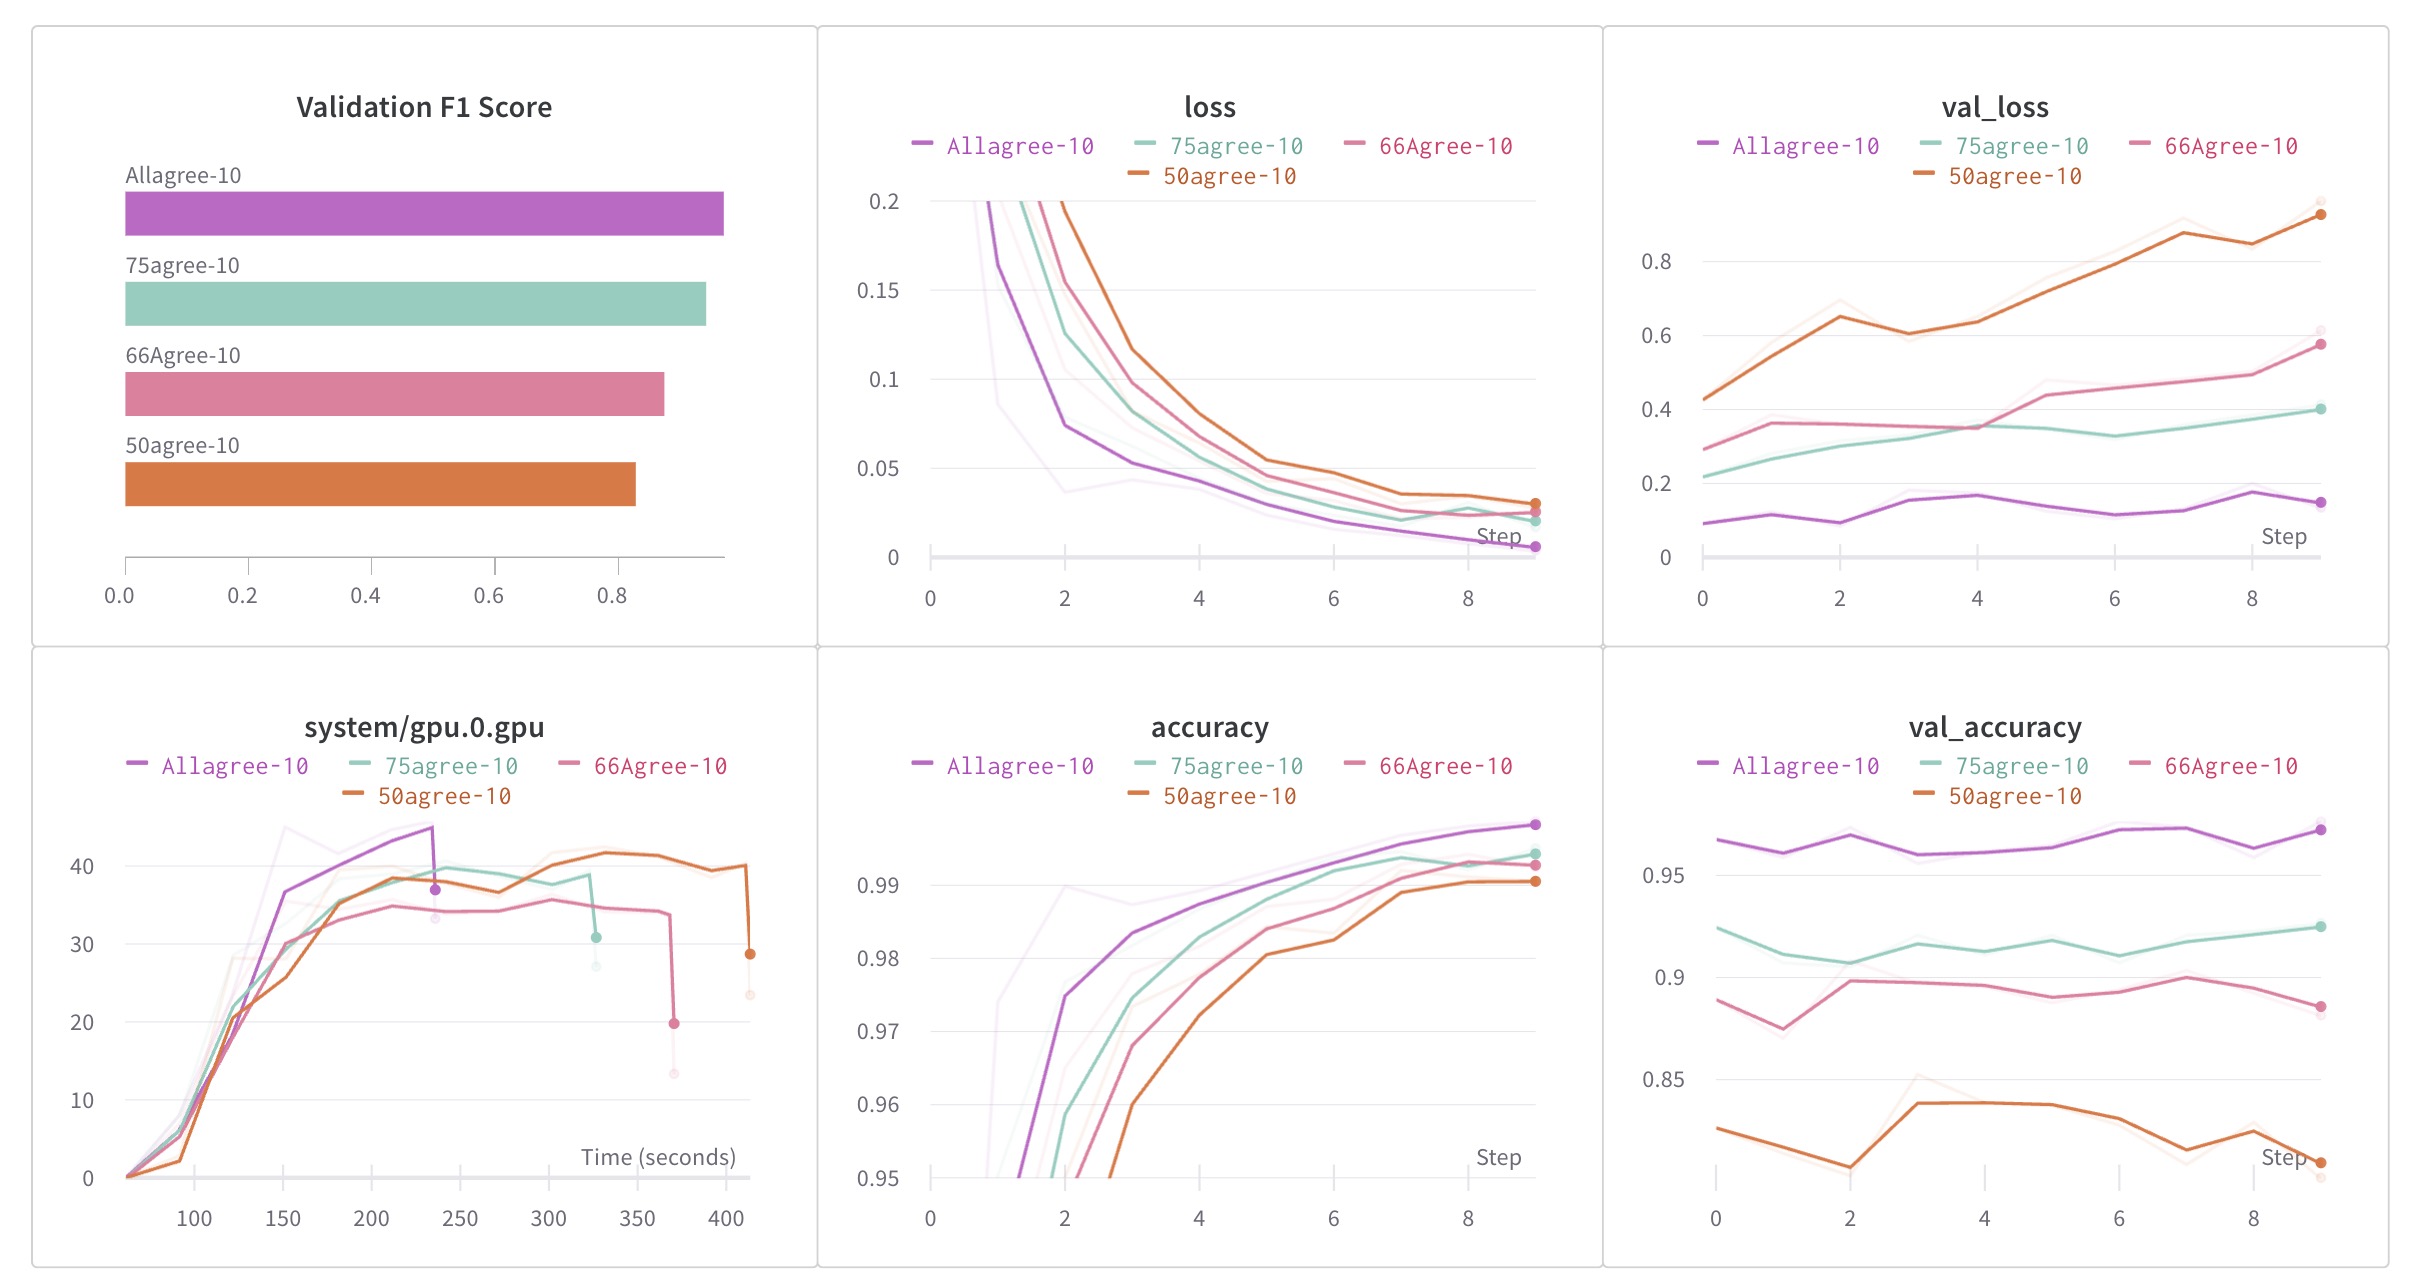 Validation F1 Score
Allagree-10
75agree-10
66Agree-10
50agree-10
0.0 0.2 0.4 0.6 0.8
loss
Allagree-10 75agree-10 66Agree-10
50agree-10
0.2
0.15
0.1
0.05
0
Step
0 2 4 6 8
val_loss
Allagree-10 75agree-10 66Agree-10
50agree-10
0.8
0.6
0.4
0.2
0
Step
0 2 4 6 8
system/gpu.0.gpu
Allagree-10 75agree-10 66Agree-10
50agree-10
40
30
20
10
0
Time (seconds)
100 150 200 250 300 350 400
accuracy
Allagree-10 75agree-10 66Agree-10
50agree-10
0.99
0.98
0.97
0.96
0.95
Step
0 2 4 6 8
val_accuracy
Allagree-10 75agree-10 66Agree-10
50agree-10
0.95
0.9
0.85
Step
0 2 4 6 8